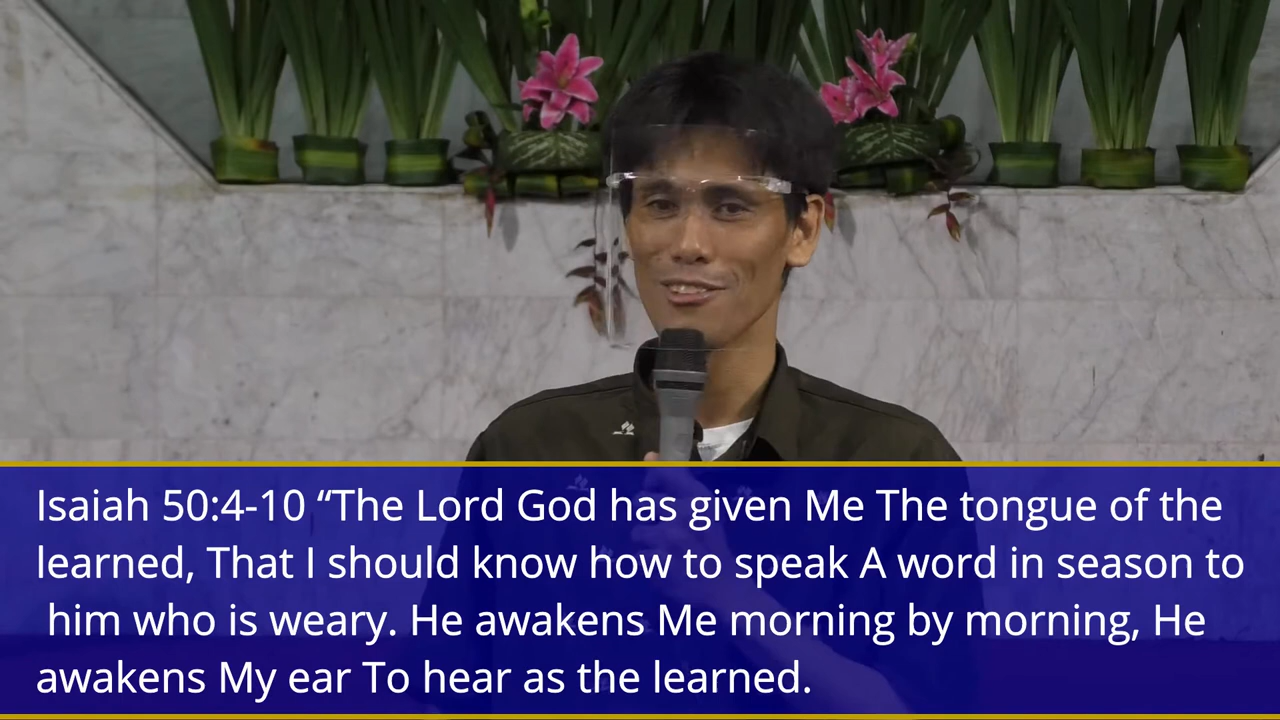 Isaiah 50:4-10 “The Lord God has given Me The tongue of the
learned, That I should know how to speak A word in season to
him who is weary. He awakens Me morning by morning, He
awakens My ear To hear as the learned.